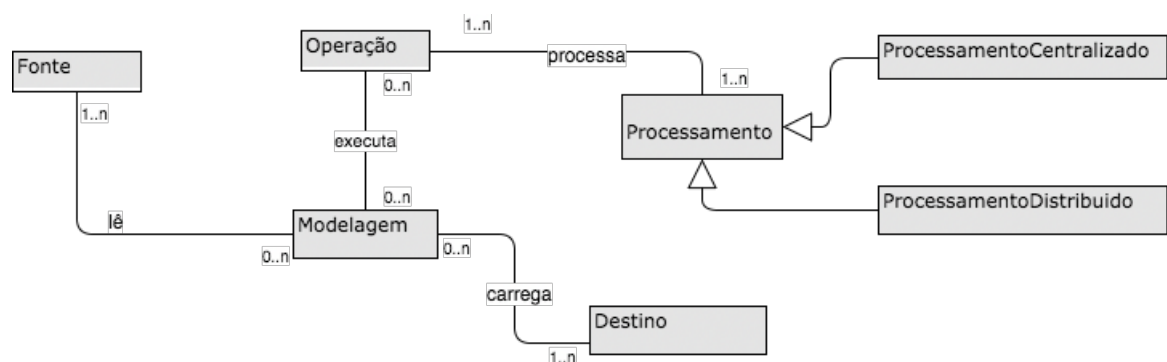 1..n
Operação
processa
ProcessamentoCentralizado
Fonte
0..n
1..n
1..n
Processamento
executa
0..n
ProcessamentoDistribuido
lê
Modelagem
0..n
0..n
carrega
Destino
1..n